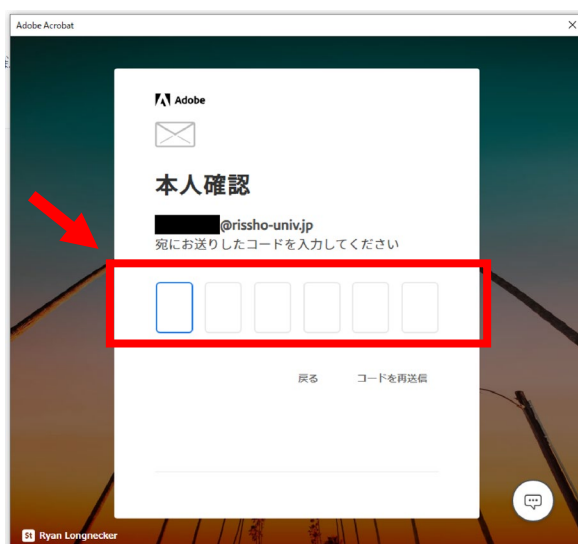 Adobe Acrobat
Adobe
本人確認
@rissho-univ.jp
宛にお送りしたコードを入力してください
戻る コードを再送信
St Ryan Longnecker